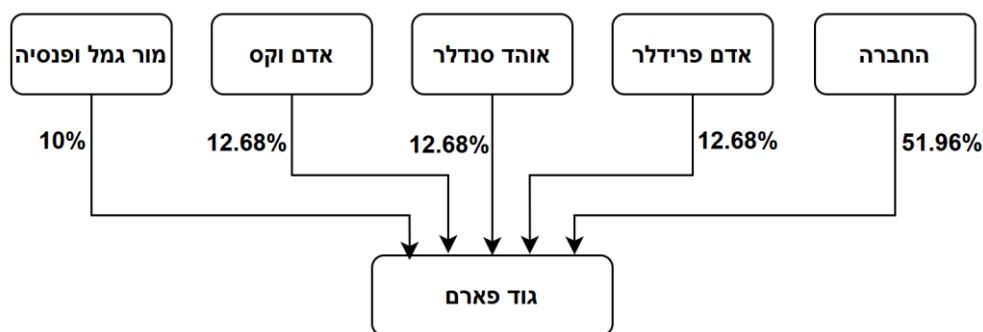 החברה
אדם פרידלר
אוהד סנדלר
אדם וקס
מור גמל ופנסיה
51.96%
12.68%
12.68%
12.68%
10%
גוד פארם